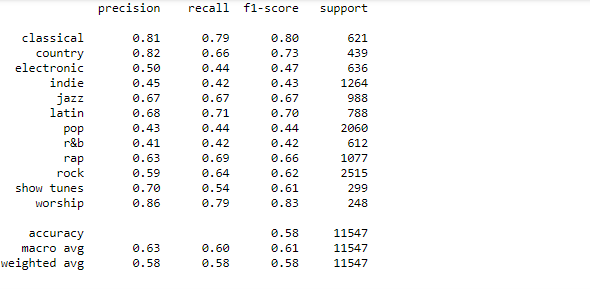 precision recall f1-score support
classical 0.81 0.79 0.80 621
country 0.82 0.66 0.73 439
electronic 0.50 0.44 0.47 636
indie 0.45 0.42 0.43 1264
jazz 0.67 0.67 0.67 988
latin 0.68 0.71 0.70 788
pop 0.43 0.44 0.44 2060
r&b 0.41 0.42 0.42 612
rap 0.63 0.69 0.66 1077
rock 0.59 0.64 0.62 2515
show tunes 0.70 0.54 0.61 299
worship 0.86 0.79 0.83 248
accuracy 0.58 11547
macro avg 0.63 0.60 0.61 11547
weighted avg 0.58 0.58 0.58 11547